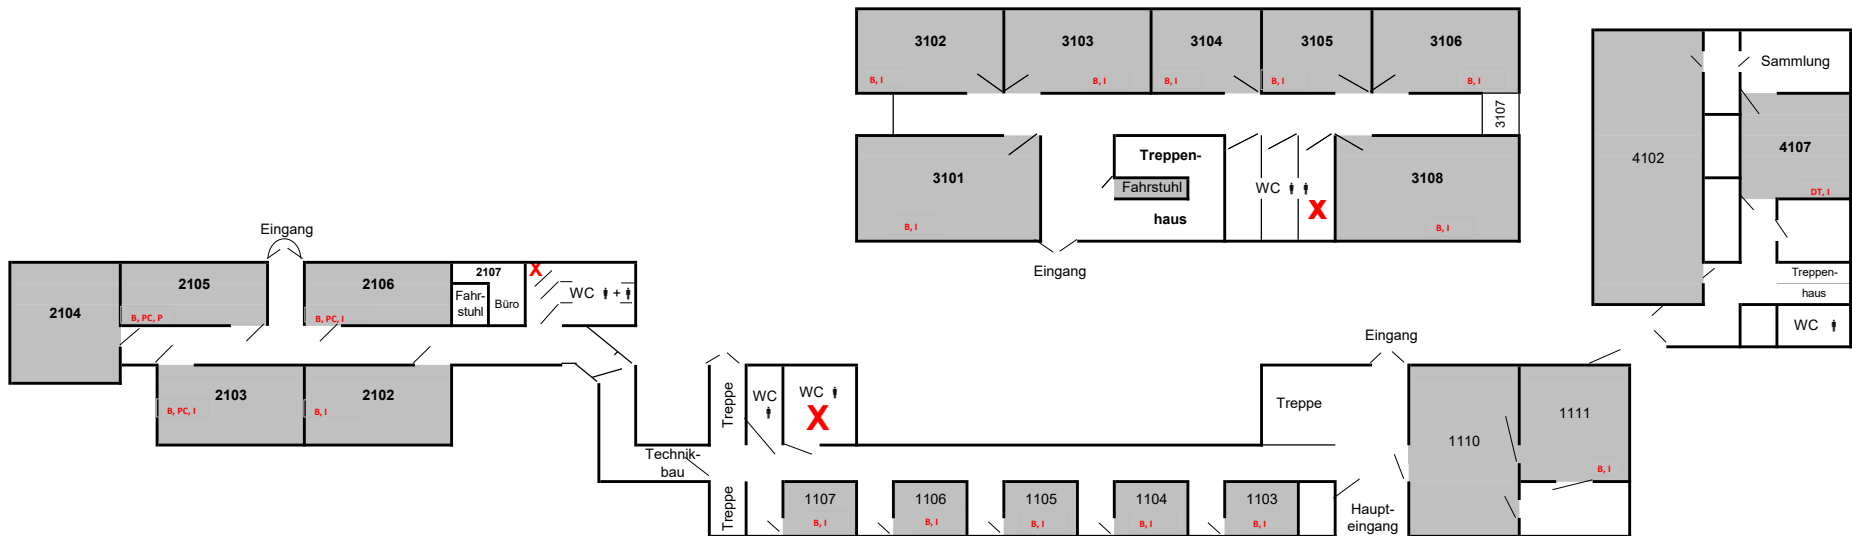 3102
3103
3104
3105
3106
B, I
B, I
B, I
B, I
B, I
3107
3101
B, I
Treppen-
Fahrstuhl
haus
WC
X
3108
B, I
Eingang
4102
Sammlung
4107
DT, I
Treppen-
haus
WC
Eingang
2104
2105
B, PC, P
2106
B, PC, I
2107
Fahr-
stuhl
Büro
X
WC +
2103
B, PC, I
2102
B, I
Technik-
bau
Treppe
WC
WC
X
Treppe
Eingang
Treppe
1110
1111
B, I
1107
B, I
1106
B, I
1105
B, I
1104
B, I
1103
B, I
Haupt-
eingang